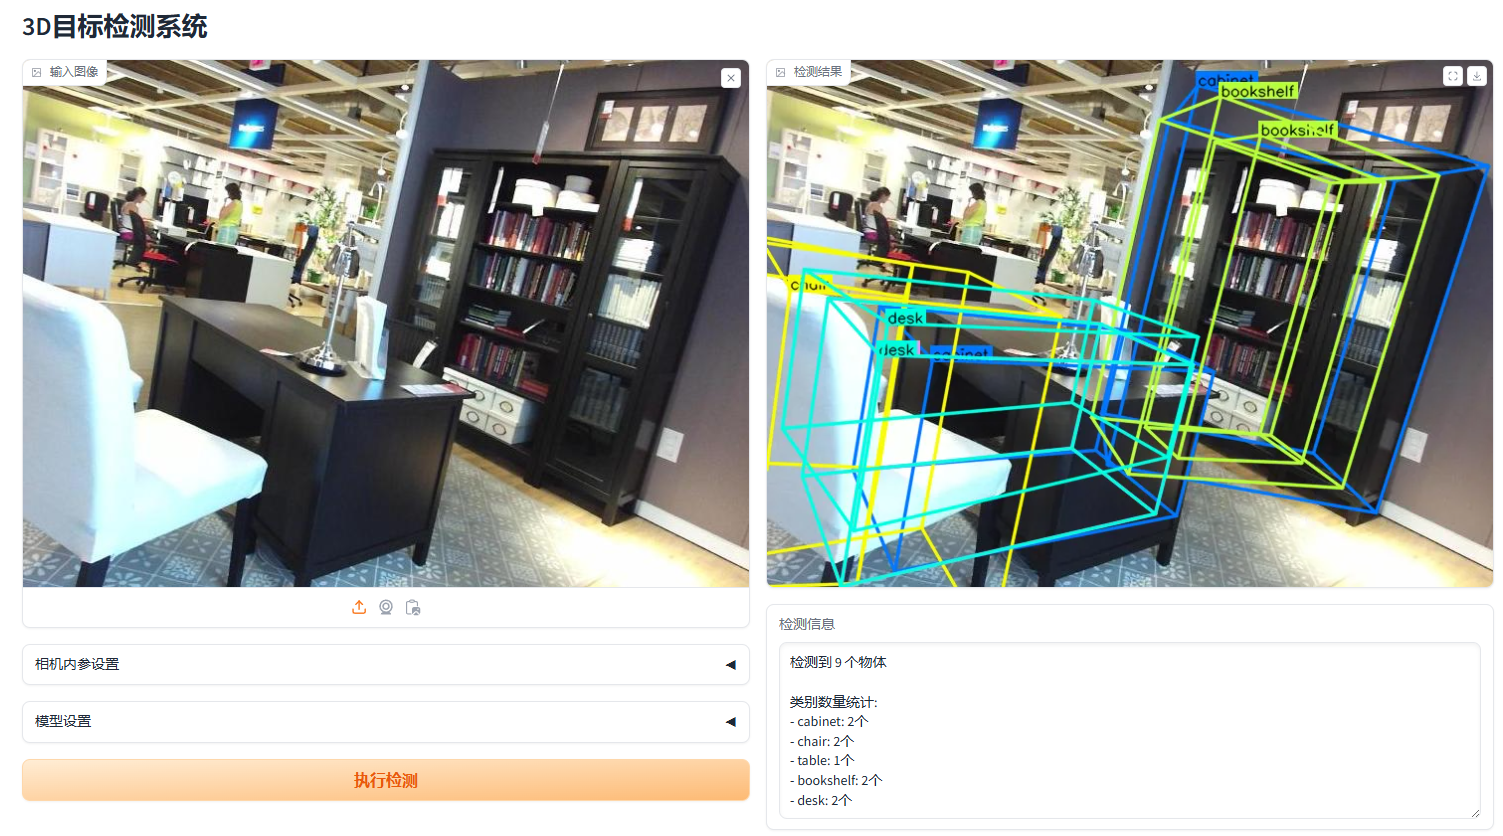 3D目标检测系统
输入图像
检测结果
cabinet
bookshelf
bookshelf
chair
desk
desk
cabinet
相机内参设置
模型设置
执行检测
检测信息
检测到 9 个物体
类别数量统计:
- cabinet: 2个
- chair: 2个
- table: 1个
- bookshelf: 2个
- desk: 2个